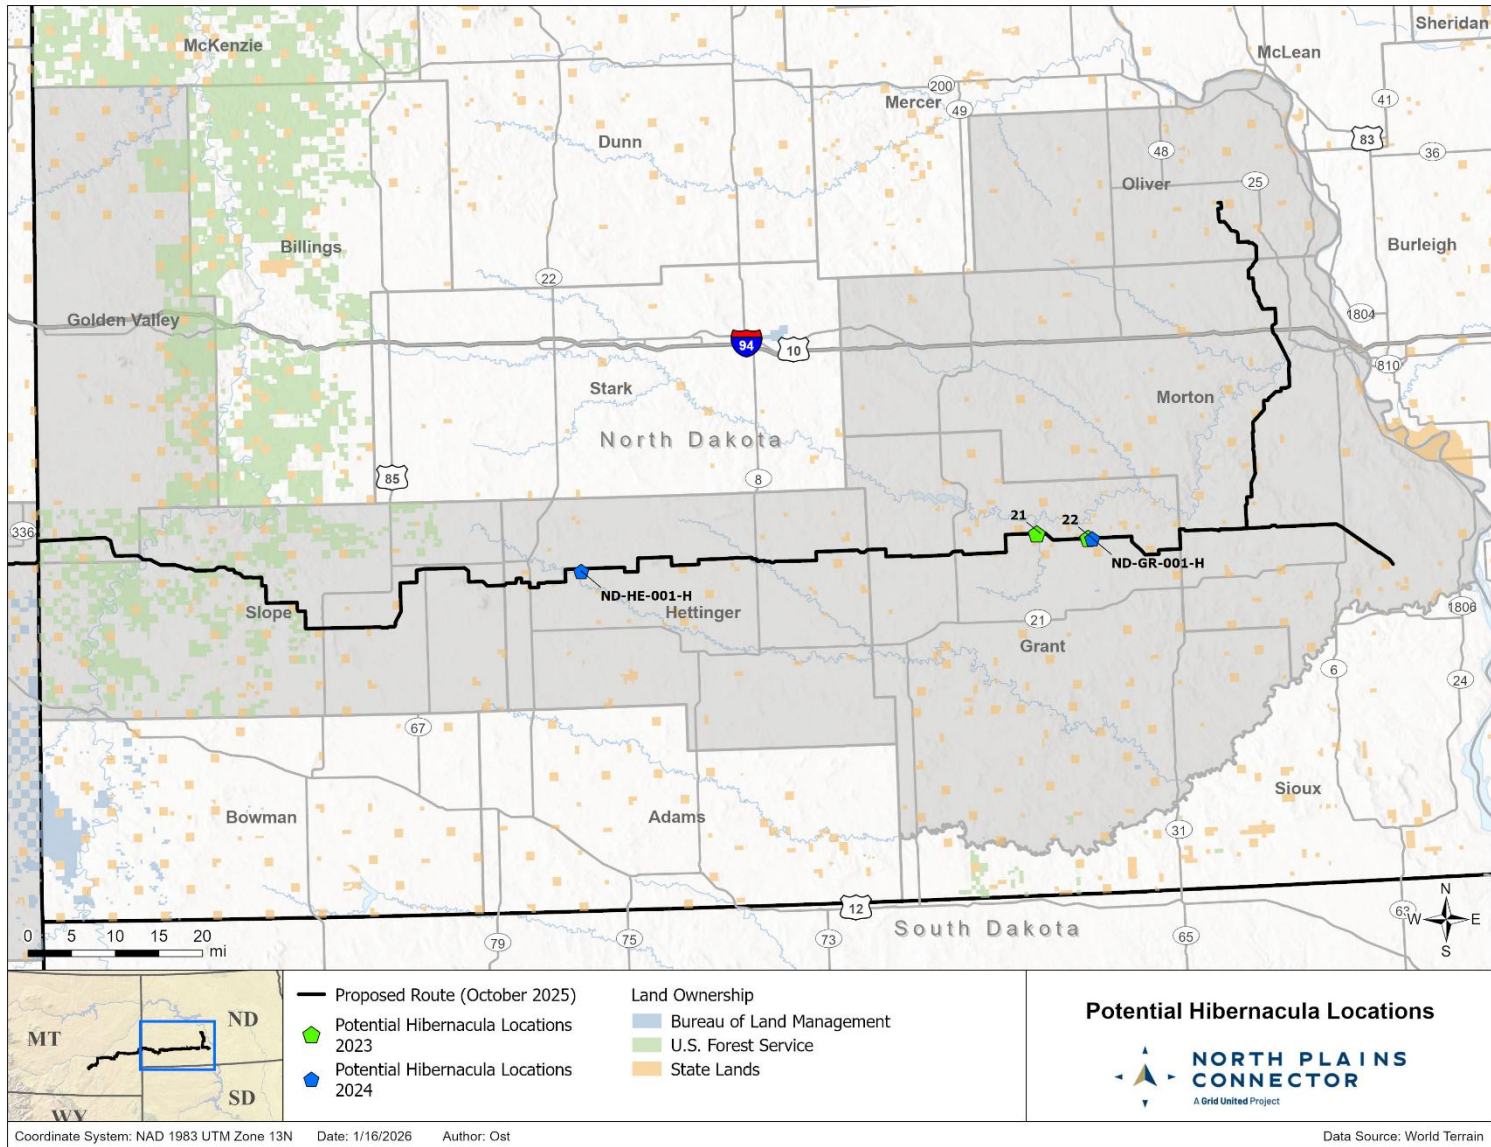 Sheridan
McKenzie
McLean
200
Mercer
49
41
83
36
Dunn
48
Oliver
25
Billings
Burleigh
22
Golden Valley
1804
94
10
810
Stark
Morton
North Dakota
85
8
336
21
22
ND-GR-001-H
ND-HE-001-H
Slope
Hettinger
21
1806
Grant
6
24
67
Sioux
Bowman
Adams
31
12
63
South Dakota
79
75
73
65
N
W
E
S
0 5 10 15 20
mi
MT
ND
SD
WY
Proposed Route (October 2025)
Potential Hibernacula Locations
2023
Potential Hibernacula Locations
2024
Land Ownership
Bureau of Land Management
U.S. Forest Service
State Lands
Potential Hibernacula Locations
NORTH PLAINS
CONNECTOR
A Grid United Project
Coordinate System: NAD 1983 UTM Zone 13N Date: 1/16/2026 Author: Ost
Data Source: World Terrain